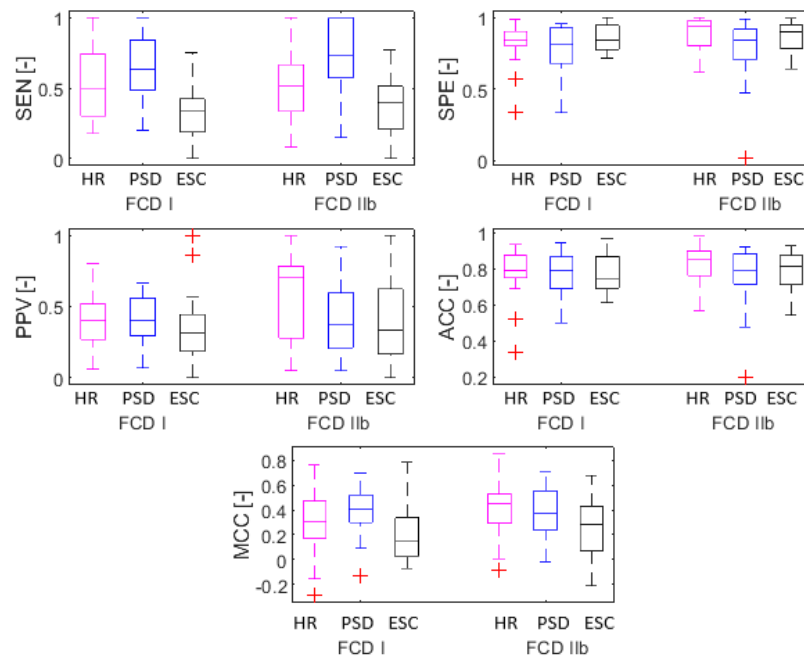 SEN [-]
1
0.5
0
HR PSD ESC HR PSD ESC
FCD I FCD IIb
SPE [-]
1
0.5
0
HR PSD ESC HR PSD ESC
FCD I FCD IIb
PPV [-]
1
0.5
0
HR PSD ESC HR PSD ESC
FCD I FCD IIb
ACC [-]
1
0.8
0.6
0.4
0.2
HR PSD ESC HR PSD ESC
FCD I FCD IIb
MCC [-]
0.8
0.6
0.4
0.2
0
-0.2
HR PSD ESC HR PSD ESC
FCD I FCD IIb